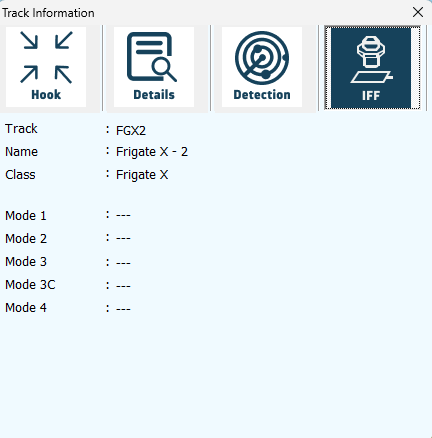 Track Information
Hook
Details
Detection
IFF
Track : FGX2
Name : Frigate X - 2
Class : Frigate X
Mode 1 : ---
Mode 2 : ---
Mode 3 : ---
Mode 3C : ---
Mode 4 : ---